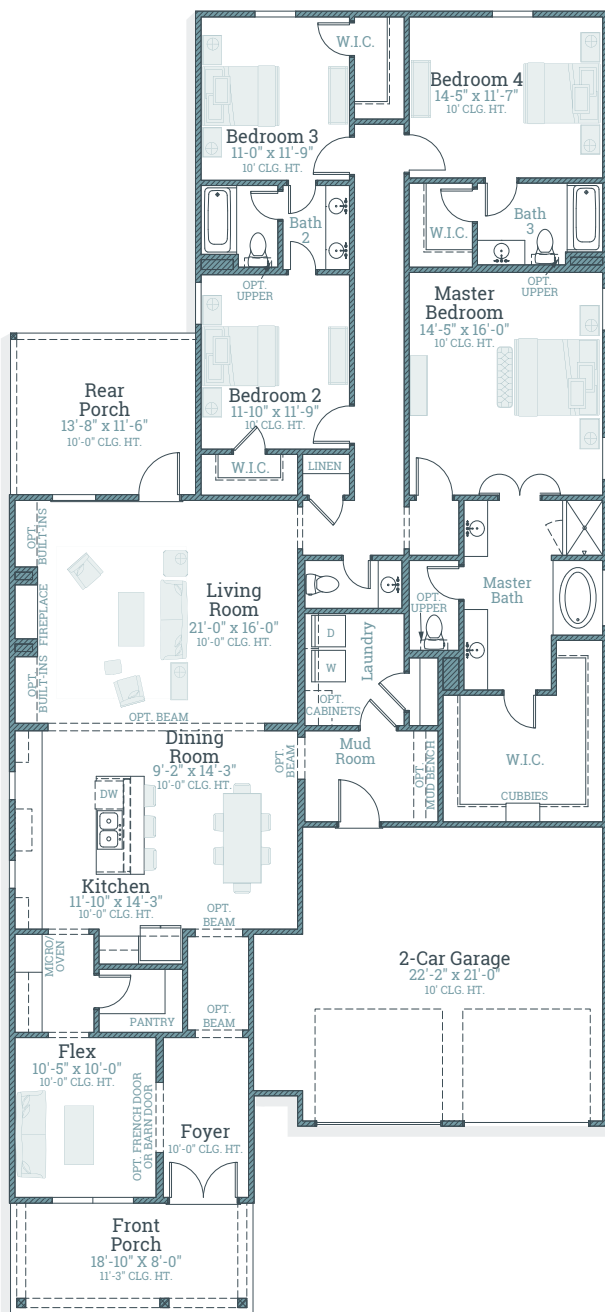 W.I.C.
Bedroom 3
11-0" x 11'-9"
10' CLG. HT.
Bedroom 4
14-5" x 11'-7"
10' CLG. HT.
Bath
2
OPT.
UPPER
W.I.C.
Bath
3
OPT.
UPPER
Master
Bedroom
14'-5" x 16'-0"
10' CLG. HT.
Bedroom 2
11-10" x 11'-9"
10' CLG. HT.
Rear
Porch
13'-8" x 11'-6"
10'-0" CLG. HT.
W.I.C.
LINEN
OPT.
BUILT-INS
FIREPLACE
OPT.
BUILT-INS
Living
Room
21'-0" x 16'-0"
10'-0" CLG. HT.
OPT. BEAM
OPT.
UPPER
Master
Bath
D
W
Laundry
OPT.
CABINETS
Mud
Room
OPT.
BEAM
OPT.
MUD BENCH
W.I.C.
CUBBIES
Dining
Room
9'-2" x 14'-3"
10'-0" CLG. HT.
DW
Kitchen
11'-10" x 14'-3"
10'-0" CLG. HT.
OPT.
BEAM
MICRO/
OVEN
PANTRY
OPT.
BEAM
2-Car Garage
22'-2" x 21'-0"
10' CLG. HT.
Flex
10'-5" x 10'-0"
10'-0" CLG. HT.
OPT. FRENCH DOOR
OR BARN DOOR
Foyer
10'-0" CLG. HT.
Front
Porch
18'-10" X 8'-0"
11'-3" CLG. HT.